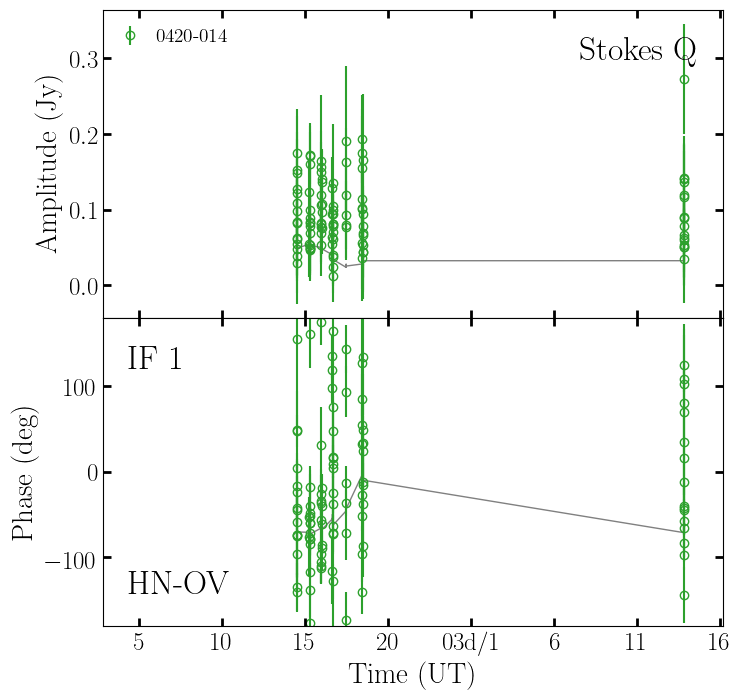 0420-014
Stokes Q
Amplitude (Jy)
0.3
0.2
0.1
0.0
IF 1
HN-OV
Phase (deg)
100
0
−100
5 10 15 20 03d/1 6 11 16
Time (UT)